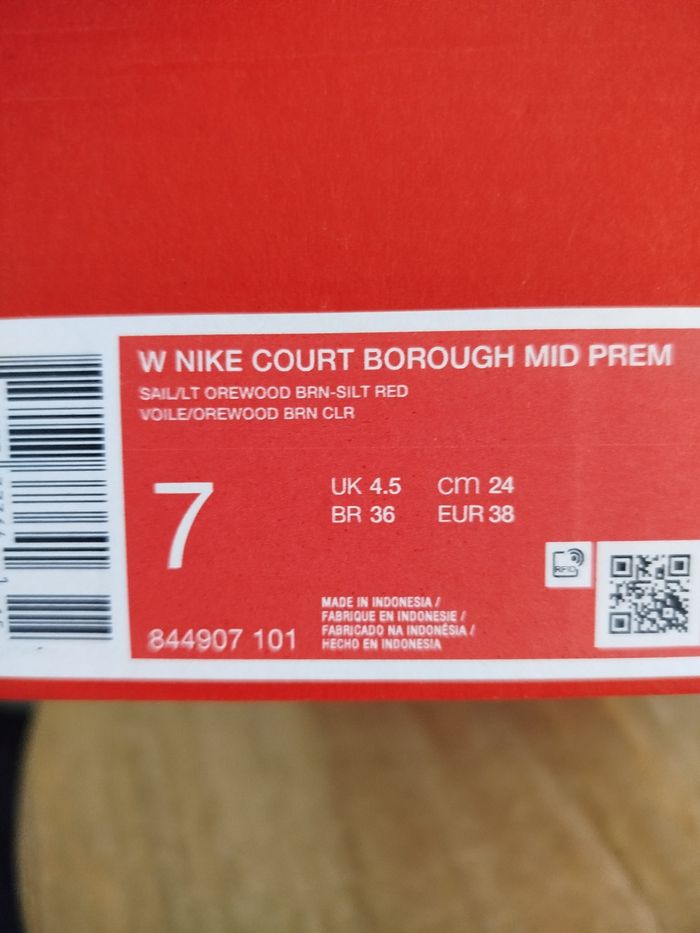 W NIKE COURT BOROUGH MID PREM
SAIL/LT OREWOOD BRN-SILT RED
VOILE/OREWOOD BRN CLR
7
UK 4.5 cm 24
BR 36 EUR 38
RFID
844907 101
MADE IN INDONESIA /
FABRIQUE EN INDONESIE /
FABRICADO NA INDONÉSIA /
HECHO EN INDONESIA